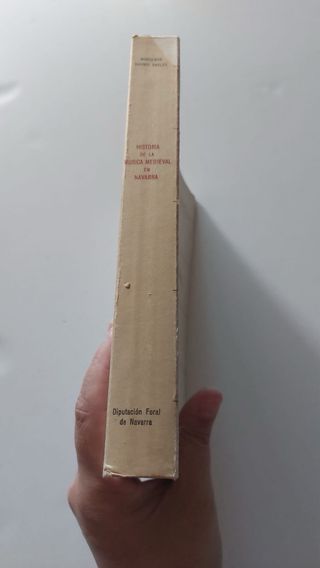 HISTORIA
DE LA
MUSICA MEDIEVAL
EN
NAVARRA
Diputación Foral
de Navarra